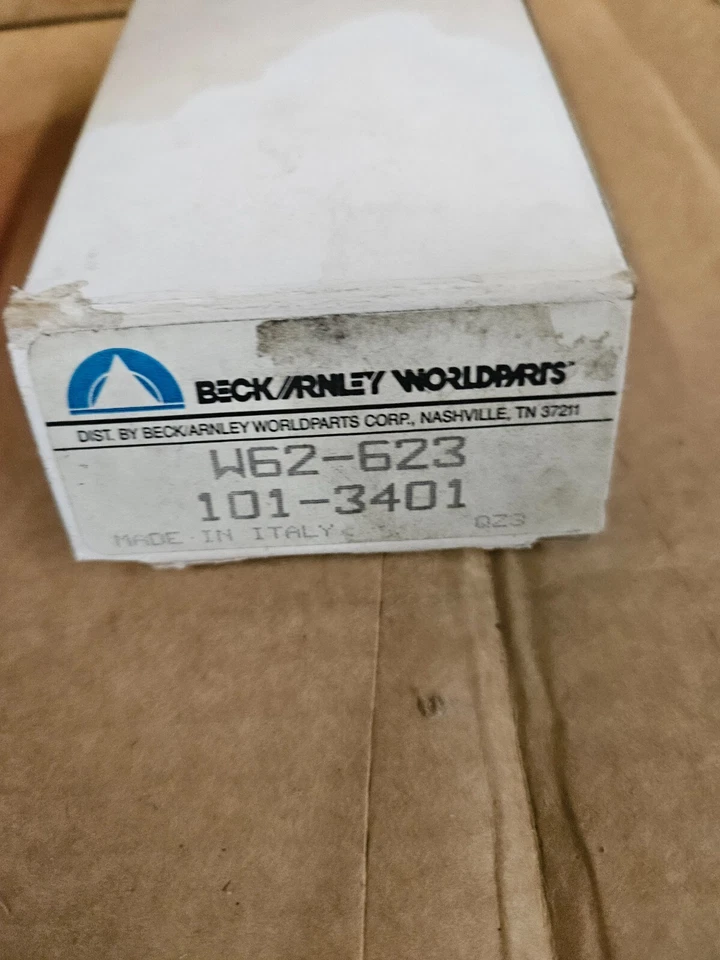 BECK/ARNLEY WORLDPARTS™
DIST. BY BECK/ARNLEY WORLDPARTS CORP., NASHVILLE, TN 37211
W62-623
101-3401
MADE IN ITALY
QZ3